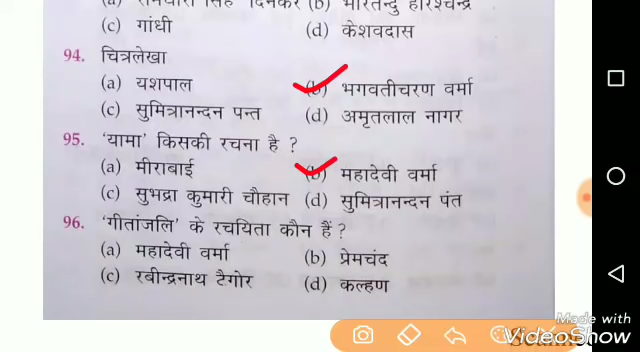 (c) गांधी (d) केशवदास
94. चित्रलेखा
(a) यशपाल (b) भगवतीचरण वर्मा
(c) सुमित्रानन्दन पन्त (d) अमृतलाल नागर
95. ‘यामा’ किसकी रचना है ?
(a) मीराबाई (b) महादेवी वर्मा
(c) सुभद्रा कुमारी चौहान (d) सुमित्रानन्दन पंत
96. ‘गीतांजलि’ के रचयिता कौन हैं ?
(a) महादेवी वर्मा (b) प्रेमचंद
(c) रबीन्द्रनाथ टैगोर (d) कल्हण
Made with
VideoShow